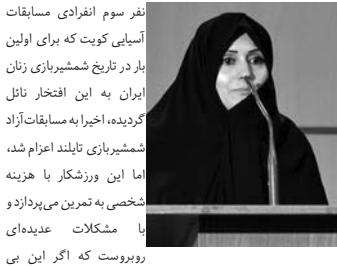 نفر سوم انفرادی مسابقات
آسیایی کویت که برای اولین
بار در تاریخ شمشیربازی زنان
ایران به این افتخار نائل
گردیده، اخیرا به مسابقات آزاد
شمشیربازی تایلند اعزام شد،
اما این ورزشکار با هزینه
شخصی به تمرین می‌پردازد و
با مشکلات عدیده‌ای
روبروست که اگر این بی